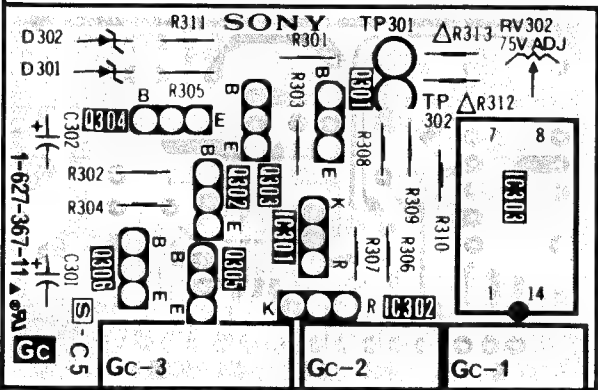 D302
R311
SONY
TP301
△R313
RV302
75V ADJ
D301
R301
R305
B
B
B
R303
Q301
Q304
E
TP
302
△R312
C302
+
E
E
R308
7
8
R302
Q302
Q303
IC303
R304
K
R309
R310
1-627-367-11
E
IC301
B
B
Q306
Q305
R307
R306
R
C301
+
E
E
K
R
IC302
1
14
S-C5
Gc
Gc-3
Gc-2
Gc-1